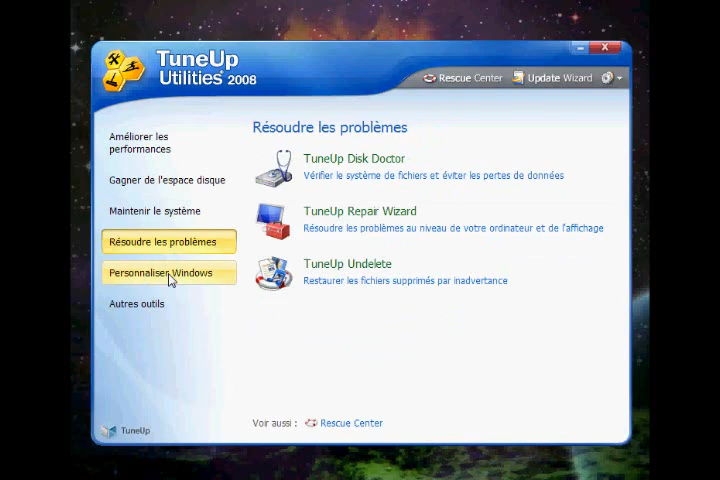 TuneUp
Utilities® 2008
Rescue Center
Update Wizard
Améliorer les
performances
Gagner de l'espace disque
Maintenir le système
Résoudre les problèmes
Personnaliser Windows
Autres outils
TuneUp
Résoudre les problèmes
TuneUp Disk Doctor
Vérifier le système de fichiers et éviter les pertes de données
TuneUp Repair Wizard
Résoudre les problèmes au niveau de votre ordinateur et de l'affichage
TuneUp Undelete
Restaurer les fichiers supprimés par inadvertance
Voir aussi : Rescue Center